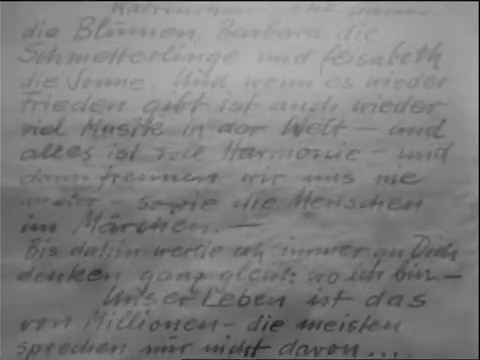 die Blumen, Barbara die
Schmetterlinge und Elisabeth
die Sonne. Und wenn es wieder
Frieden gibt ist auch wieder
viel Musik in der Welt – und
alles ist voll Harmonie – und
dann trennen wir uns nie
mehr – sowie die Menschen
im Märchen. –
Bis dahin werde ich immer an Dich
denken ganz gleich wo ich bin –
Unser Leben ist das
von Millionen – die meisten
sprechen nur nicht davon ....